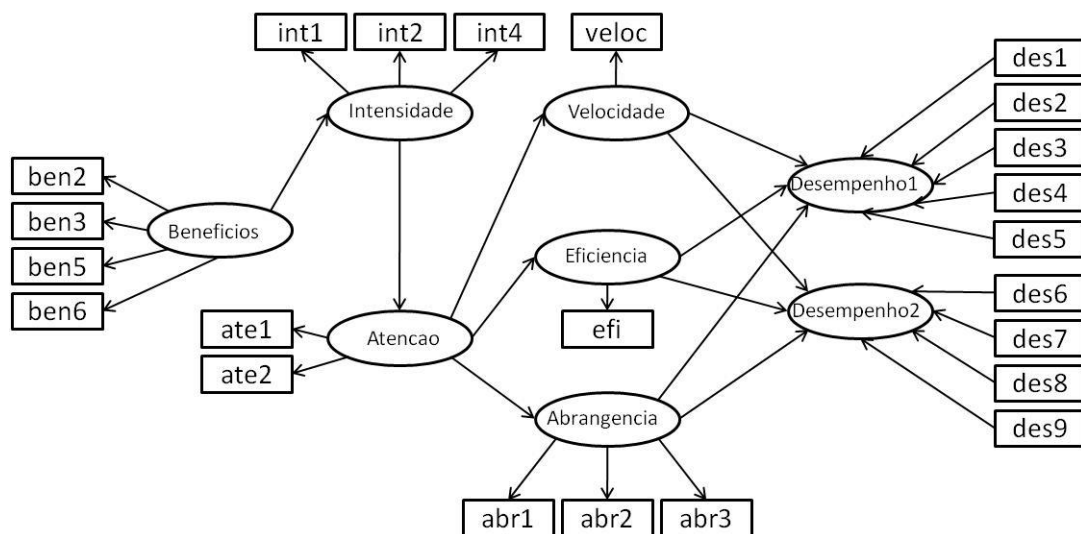 int1
int2
int4
veloc
des1
des2
des3
des4
des5
Intensidade
Velocidade
Desempenho1
ben2
ben3
ben5
ben6
Beneficios
Eficiencia
efi
des6
des7
des8
des9
Desempenho2
ate1
ate2
Atencao
Abrangencia
abr1
abr2
abr3